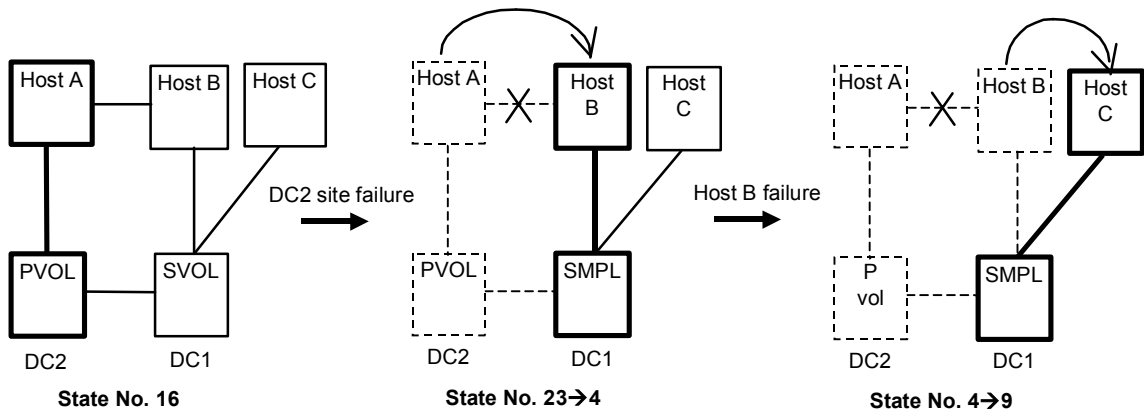 Host A
Host B
Host C
PVOL
SVOL
DC2
DC1
State No. 16
DC2 site failure
Host A
Host
B
Host
C
PVOL
SMPL
DC2
DC1
State No. 23→4
Host B failure
Host A
Host B
Host
C
P
vol
SMPL
DC2
DC1
State No. 4→9